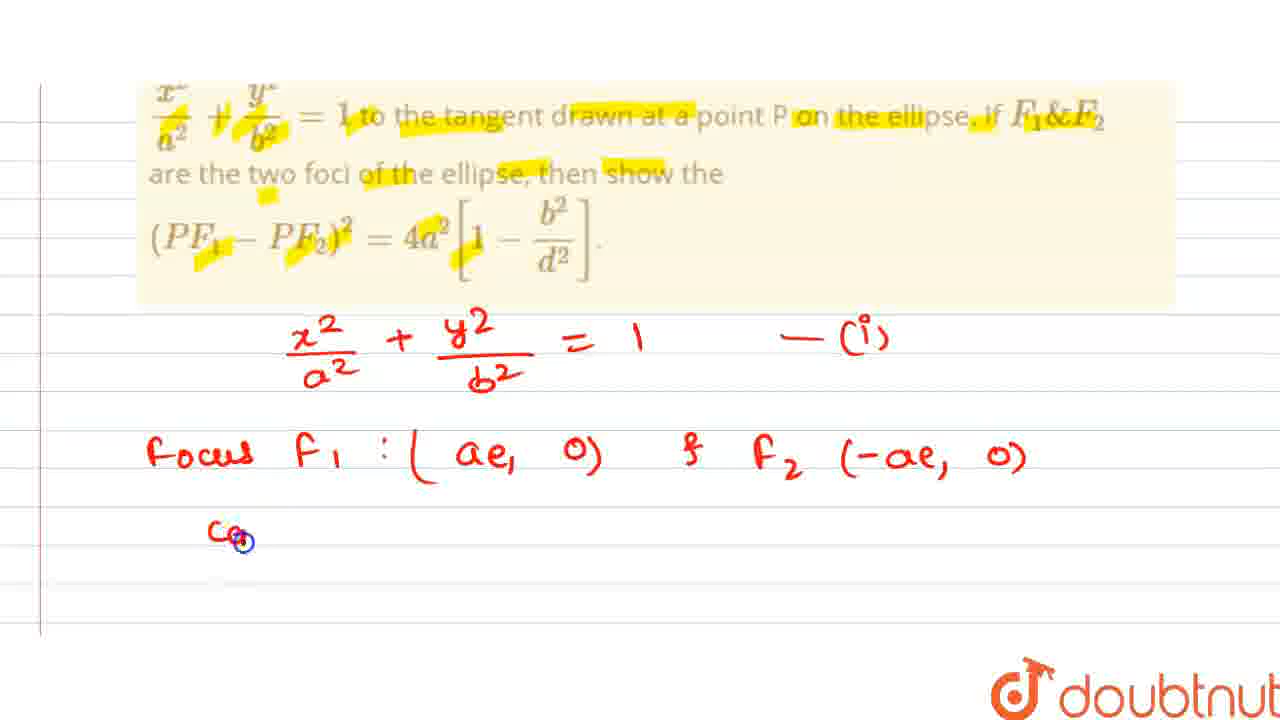 x²/a² + y²/b² = 1 to the tangent drawn at a point P on the ellipse. If F₁&F₂
are the two foci of the ellipse, then show the
(PF₁ − PF₂)² = 4a² [1 − b²/d²].
x²/a² + y²/b² = 1 — (i)
Focus F₁ : (ae, 0) & F₂ (-ae, 0)
Ca
doubtnut